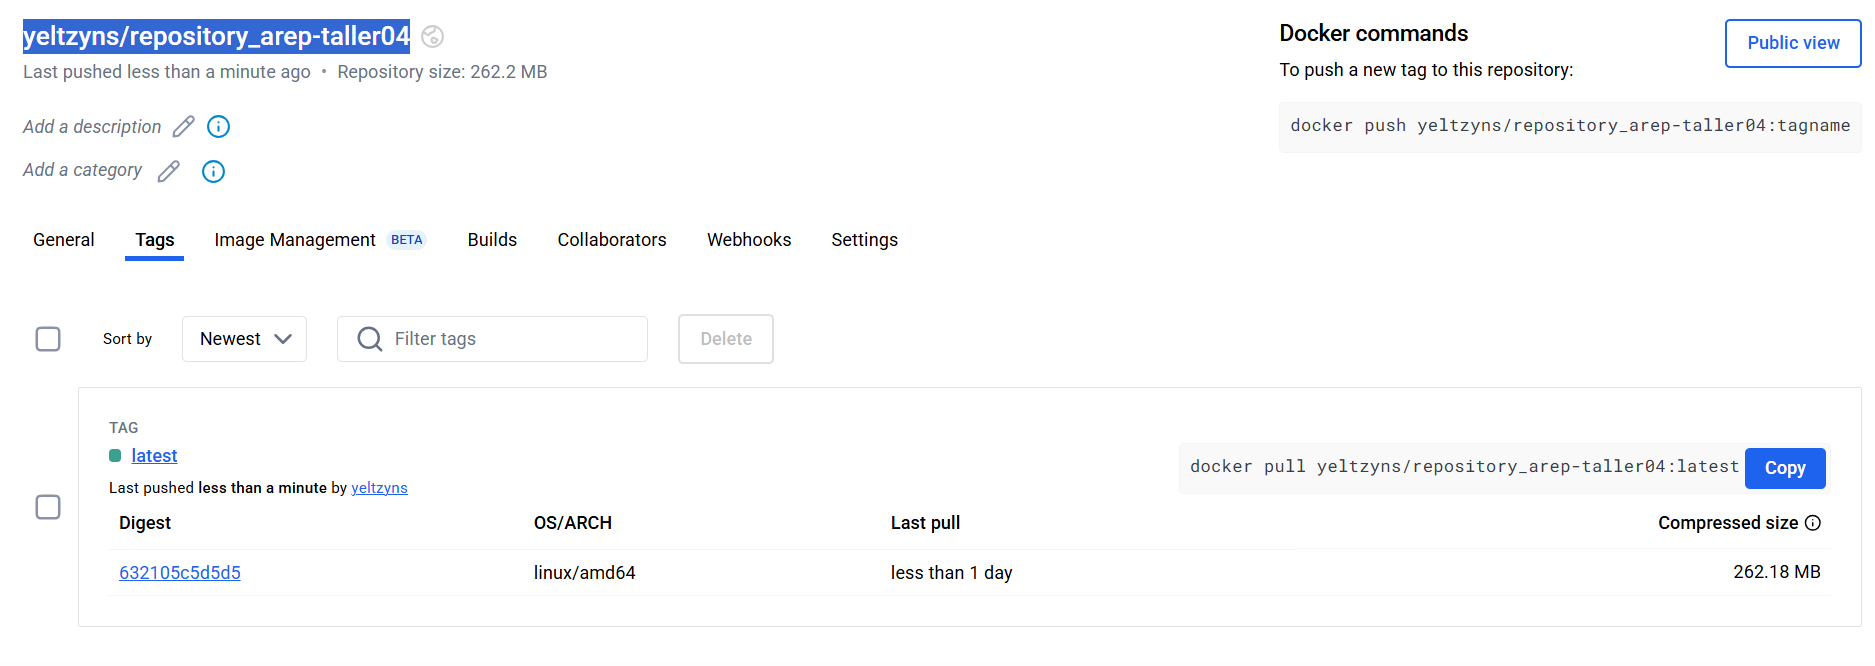 yeltzyns/repository_arep-taller04
Last pushed less than a minute ago • Repository size: 262.2 MB
Add a description
Add a category
Docker commands
To push a new tag to this repository:
Public view
docker push yeltzyns/repository_arep-taller04:tagname
General Tags Image Management BETA Builds Collaborators Webhooks Settings
Sort by Newest Filter tags Delete
TAG
latest
Last pushed less than a minute by yeltzyns
docker pull yeltzyns/repository_arep-taller04:latest Copy
Digest OS/ARCH Last pull Compressed size
632105c5d5d5 linux/amd64 less than 1 day 262.18 MB